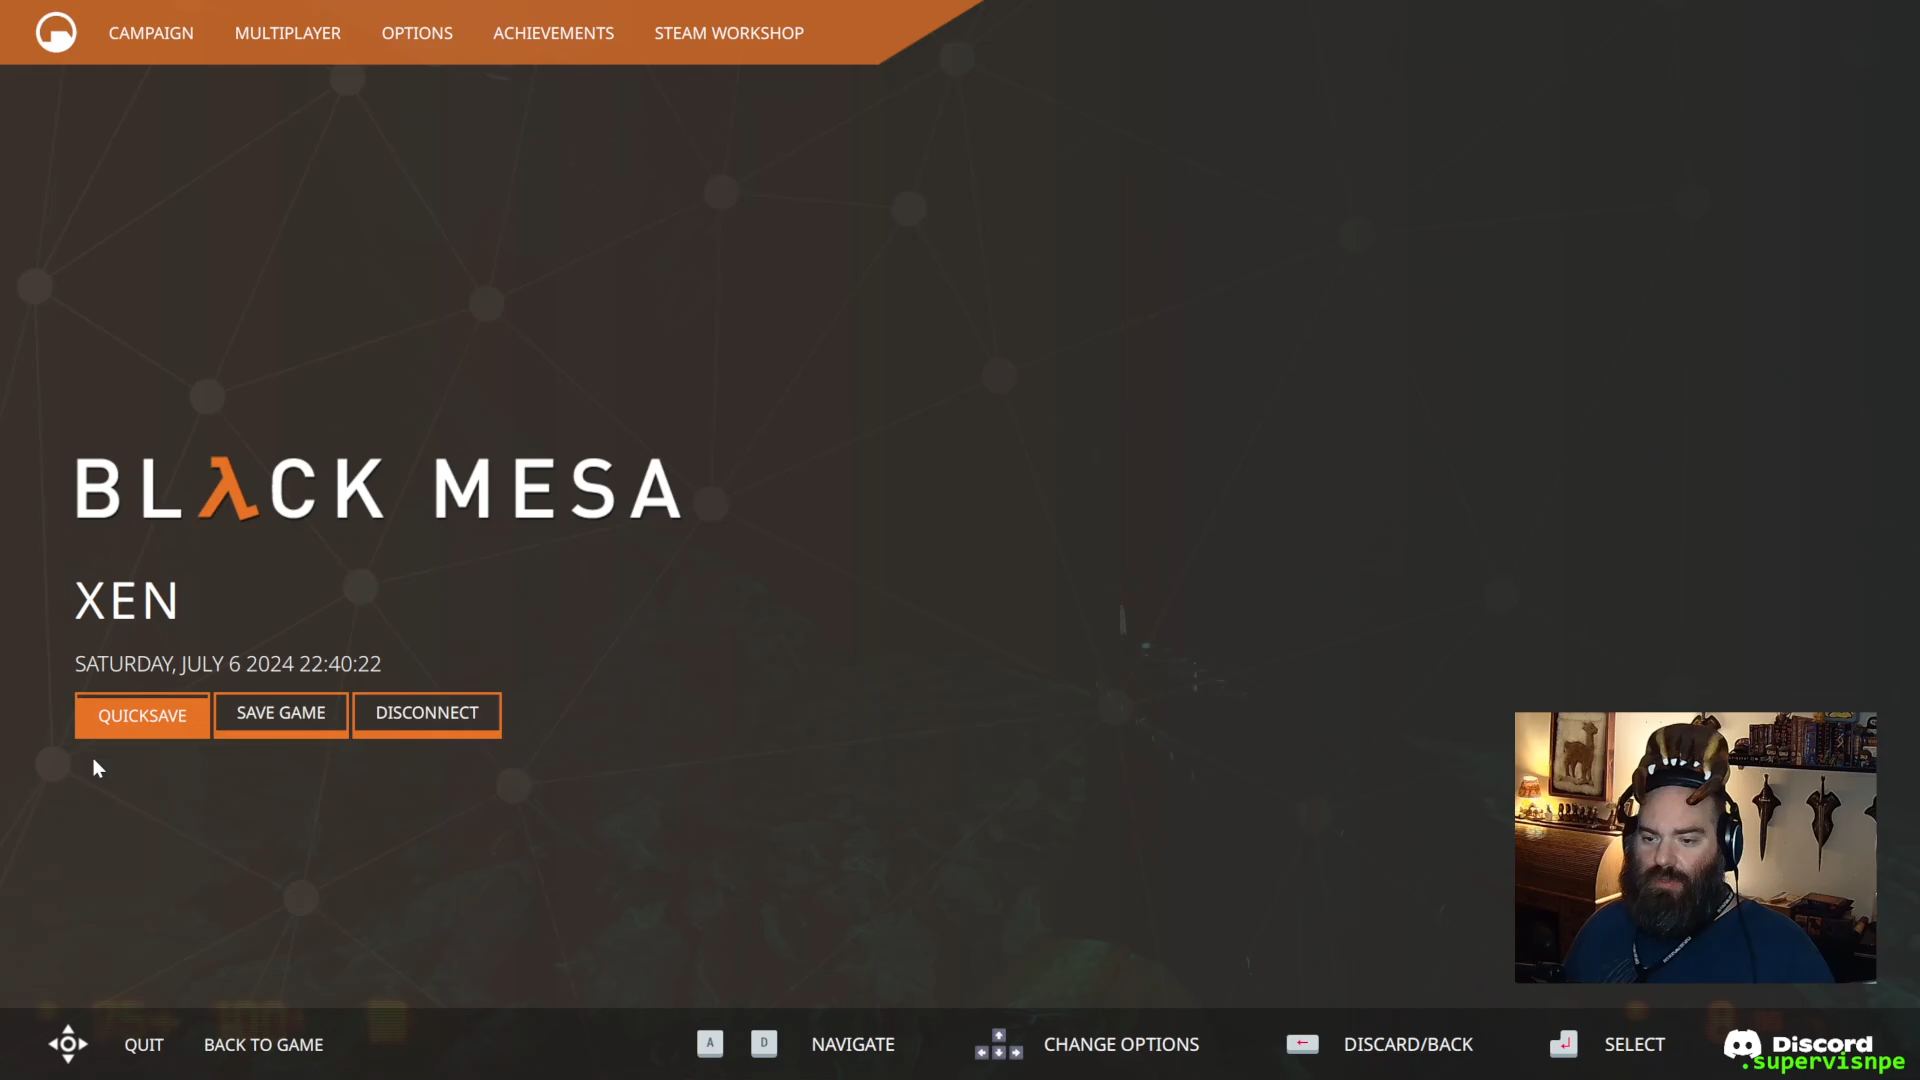 CAMPAIGN MULTIPLAYER OPTIONS ACHIEVEMENTS STEAM WORKSHOP
BLλCK MESA
XEN
SATURDAY, JULY 6 2024 22:40:22
QUICKSAVE SAVE GAME DISCONNECT
QUIT BACK TO GAME A D NAVIGATE CHANGE OPTIONS DISCARD/BACK SELECT Discord
.supervisnpe